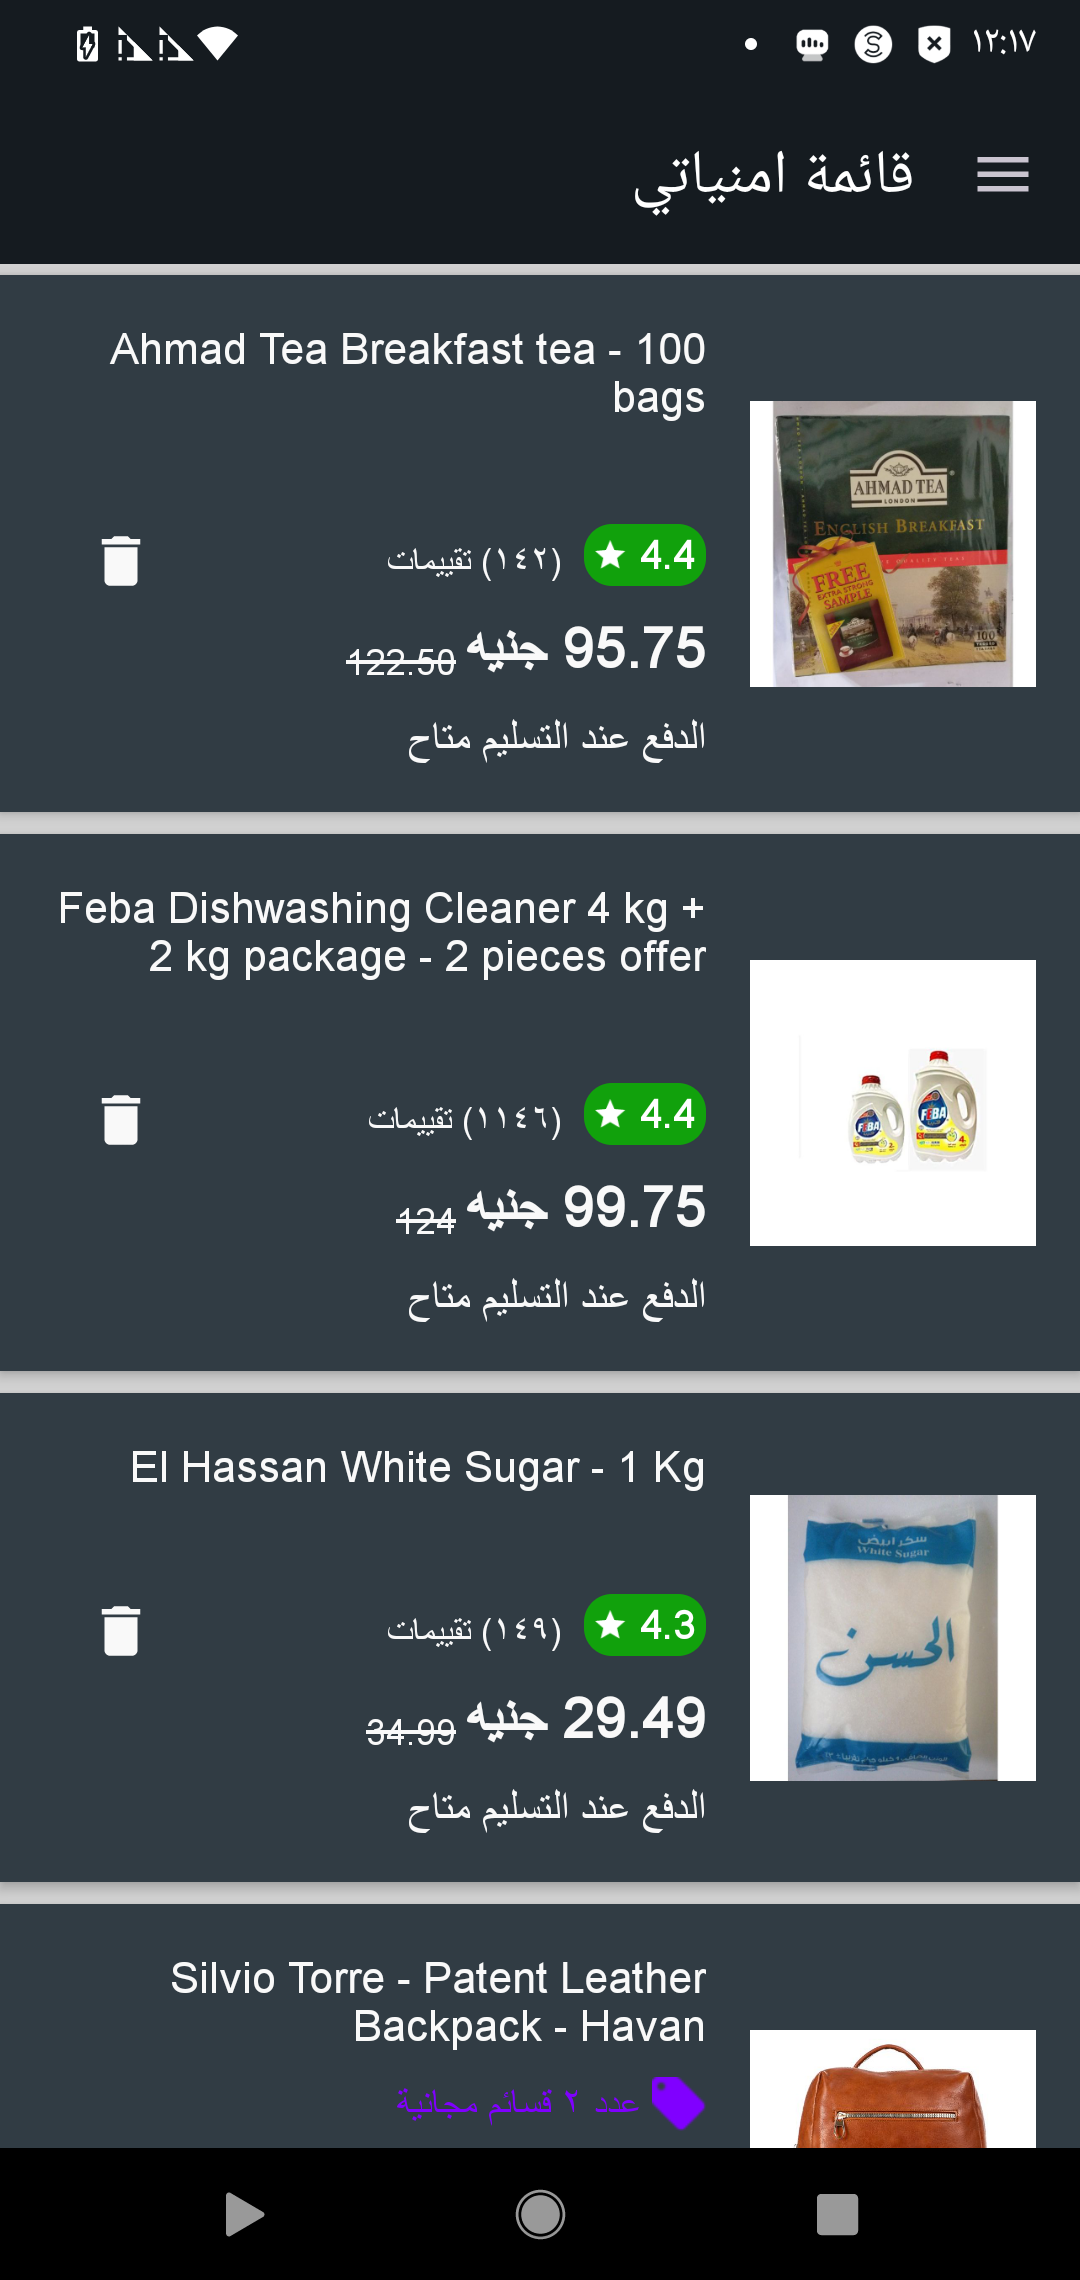 ١٢:١٧
قائمة امنياتي
Ahmad Tea Breakfast tea - 100
bags
4.4 (١٤٢) تقييمات
95.75 جنيه 122.50
الدفع عند التسليم متاح
AHMAD TEA
LONDON
ENGLISH BREAKFAST
FREE
EXTRA STRONG
SAMPLE
100
Feba Dishwashing Cleaner 4 kg +
2 kg package - 2 pieces offer
4.4 (١١٤٦) تقييمات
99.75 جنيه 124
الدفع عند التسليم متاح
FEBA
FEBA
El Hassan White Sugar - 1 Kg
4.3 (١٤٩) تقييمات
29.49 جنيه 34.99
الدفع عند التسليم متاح
سكر ابيض
White Sugar
الحسن
Silvio Torre - Patent Leather
Backpack - Havan
عدد ٢ قسائم مجانية